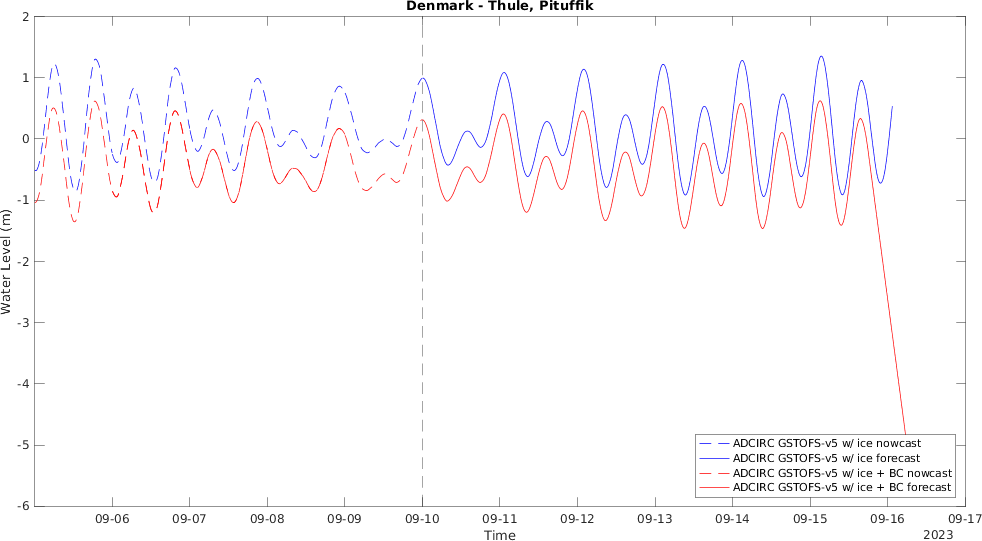 Denmark - Thule, Pituffik
2
1
0
-1
-2
-3
-4
-5
-6
Water Level (m)
ADCIRC GSTOFS-v5 w/ ice nowcast
ADCIRC GSTOFS-v5 w/ ice forecast
ADCIRC GSTOFS-v5 w/ ice + BC nowcast
ADCIRC GSTOFS-v5 w/ ice + BC forecast
09-06 09-07 09-08 09-09 09-10 09-11 09-12 09-13 09-14 09-15 09-16 09-17
Time
2023